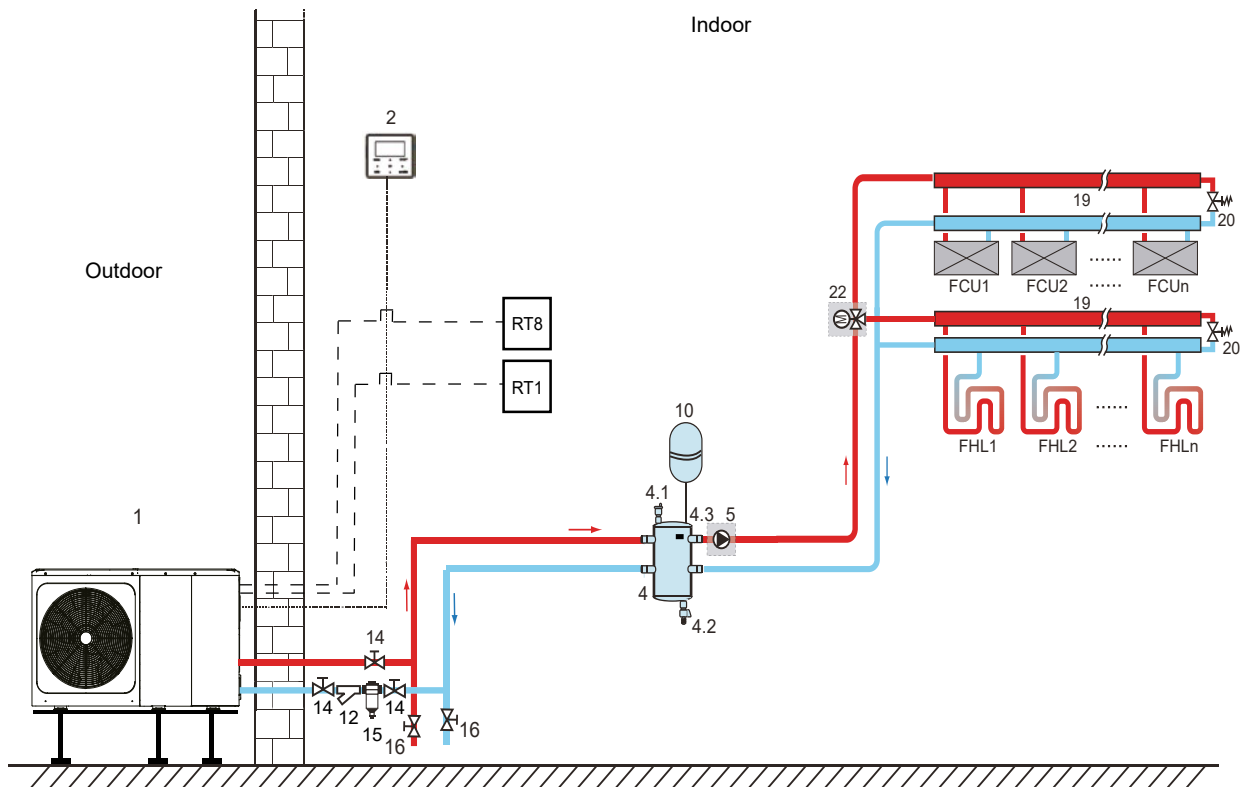 Indoor
2
19
20
Outdoor
FCU1
FCU2
......
......
FCUn
22
19
RT8
M
20
RT1
10
......
FHL1
FHL2
......
FHLn
4.1
4.3
5
1
4
4.2
14
14
12
15
14
16
16